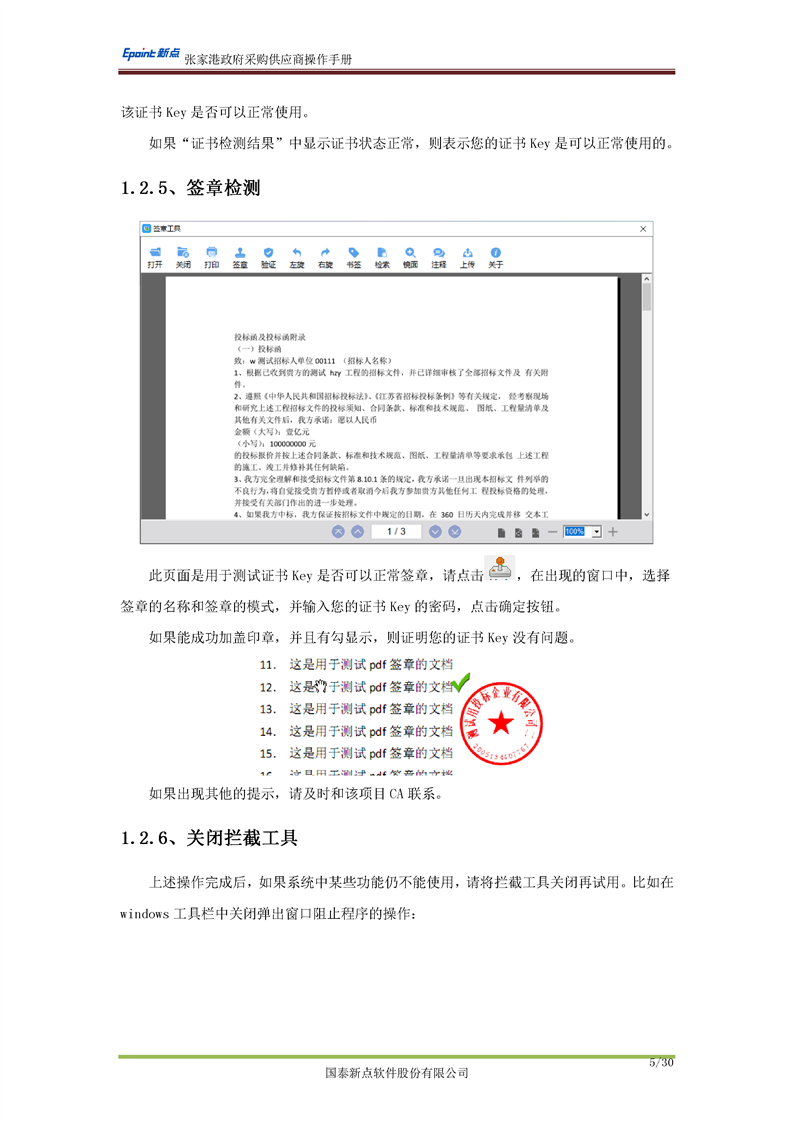 Epoint新点 张家港政府采购供应商操作手册
该证书 Key 是否可以正常使用。
如果“证书检测结果”中显示证书状态正常，则表示您的证书 Key 是可以正常使用的。
1.2.5、签章检测
签章工具
打开 关闭 打印 签章 验证 左旋 右旋 书签 检索 镜面 注释 上传 关于
投标函及投标函附录
（一）投标函
致：w 测试招标人单位 00111 （招标人名称）
1、根据已收到贵方的测试 hzy 工程的招标文件，并已详细审核了全部招标文件及 有关附
件。
2、遵照《中华人民共和国招标投标法》、《江苏省招标投标条例》等有关规定， 经考察现场
和研究上述工程招标文件的投标须知、合同条款、标准和技术规范、 图纸、工程量清单及
其他有关文件后，我方承诺：愿以人民币
金额（大写）：壹亿元
（小写）：100000000 元
的投标报价并按上述合同条款、标准和技术规范、图纸、工程量清单等要求承包 上述工程
的施工、竣工并修补其任何缺陷。
3、我方完全理解和接受招标文件第 8.10.1 条的规定，我方承诺一旦出现本招标文 件列举的
不良行为，将自觉接受贵方暂停或者取消今后我方参加贵方其他任何工 程投标资格的处理，
并接受有关部门作出的进一步处理。
4、如果我方中标，我方保证按招标文件中规定的日期，在 360 日历天内完成并移 交本工
1 / 3 100%
此页面是用于测试证书 Key 是否可以正常签章，请点击，在出现的窗口中，选择
签章的名称和签章的模式，并输入您的证书 Key 的密码，点击确定按钮。
如果能成功加盖印章，并且有勾显示，则证明您的证书 Key 没有问题。
11. 这是用于测试 pdf 签章的文档
12. 这是于测试 pdf 签章的文档
13. 这是用于测试 pdf 签章的文档
14. 这是用于测试 pdf 签章的文档
15. 这是用于测试 pdf 签章的文档
16. 这是用于测试 pdf 签章的文档
测试用投标企业有限公司二
如果出现其他的提示，请及时和该项目 CA 联系。
1.2.6、关闭拦截工具
上述操作完成后，如果系统中某些功能仍不能使用，请将拦截工具关闭再试用。比如在
windows 工具栏中关闭弹出窗口阻止程序的操作：
5/30
国泰新点软件股份有限公司